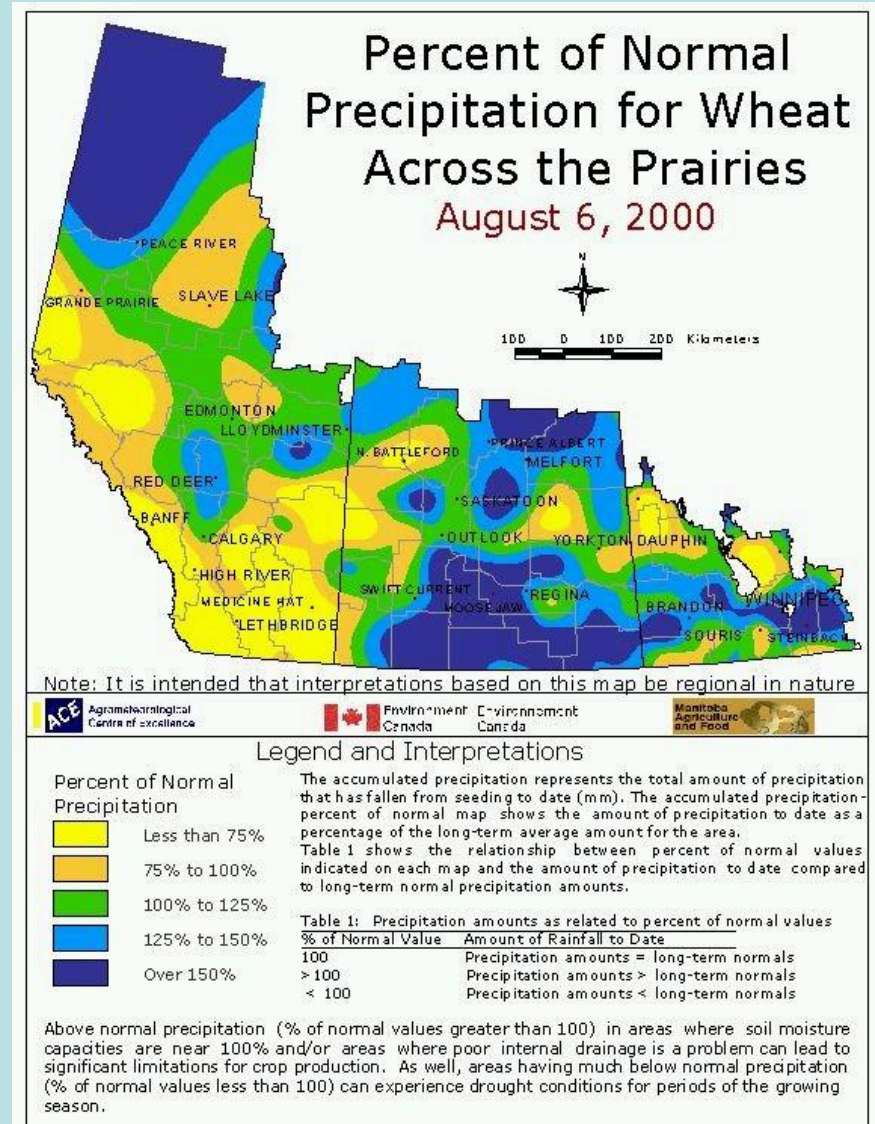 Percent of Normal
Precipitation for Wheat
Across the Prairies
August 6, 2000
N
100 0 100 200 Kilometers
PEACE RIVER
GRANDE PRAIRIE
SLAVE LAKE
EDMONTON
LLOYDMINSTER
N. BATTLEFORD
PRINCE ALBERT
MELFORT
RED DEER
SASKATOON
BANFF
CALGARY
OUTLOOK
YORKTON
DAUPHIN
HIGH RIVER
MEDICINE HAT
SWIFT CURRENT
MOOSEJAW
REGINA
BRANDON
WINNIPEG
LETHBRIDGE
SOURIS
STEINBACH
Note: It is intended that interpretations based on this map be regional in nature
ACE
Agrometeorological
Centre of Excellence
Environment Environnement
Canada Canada
Manitoba
Agriculture
and Food
Legend and Interpretations
Percent of Normal
Precipitation
Less than 75%
75% to 100%
100% to 125%
125% to 150%
Over 150%
The accumulated precipitation represents the total amount of precipitation
that has fallen from seeding to date (mm). The accumulated precipitation-
percent of normal map shows the amount of precipitation to date as a
percentage of the long-term average amount for the area.
Table 1 shows the relationship between percent of normal values
indicated on each map and the amount of precipitation to date compared
to long-term normal precipitation amounts.
Table 1: Precipitation amounts as related to percent of normal values
% of Normal Value Amount of Rainfall to Date
100 Precipitation amounts = long-term normals
>100 Precipitation amounts > long-term normals
< 100 Precipitation amounts < long-term normals
Above normal precipitation (% of normal values greater than 100) in areas where soil moisture
capacities are near 100% and/or areas where poor internal drainage is a problem can lead to
significant limitations for crop production. As well, areas having much below normal precipitation
(% of normal values less than 100) can experience drought conditions for periods of the growing
season.